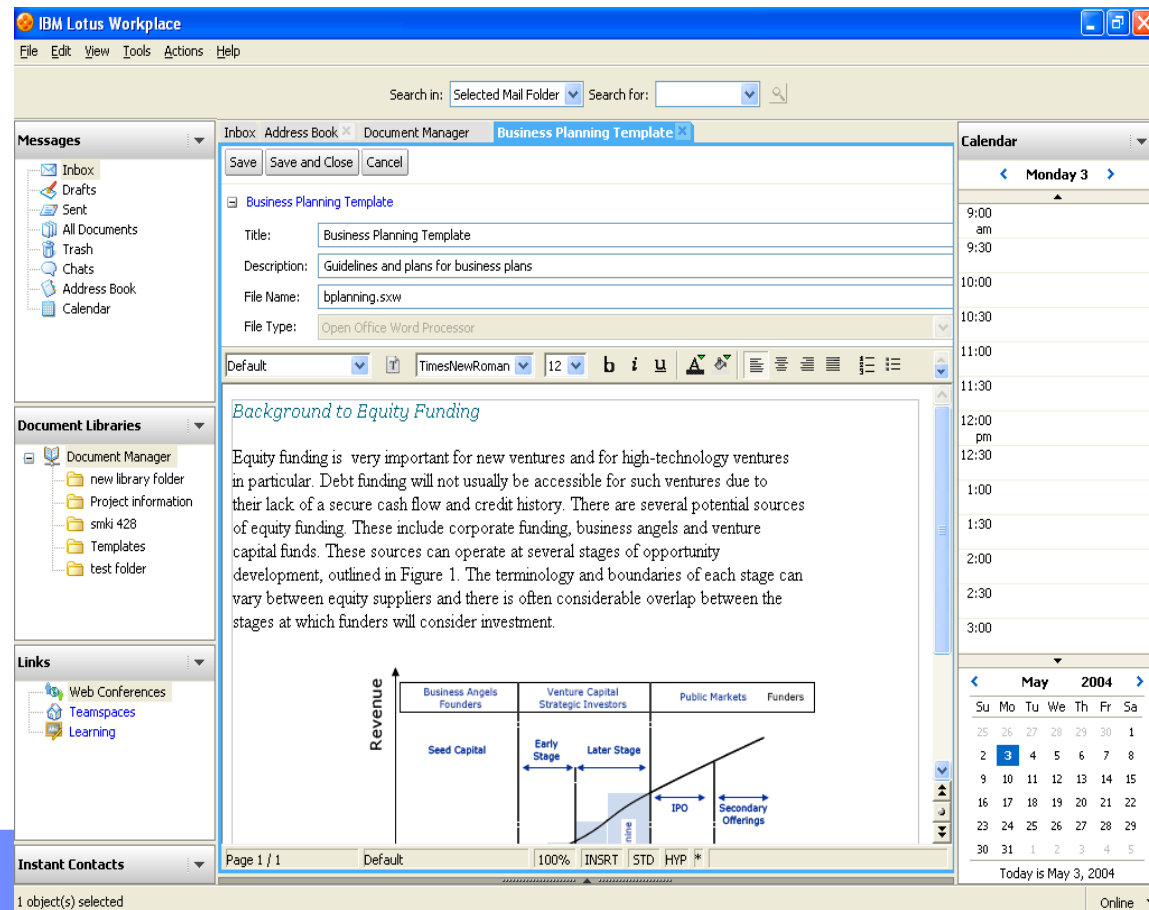 IBM Lotus Workplace
File Edit View Tools Actions Help
Search in: Selected Mail Folder Search for:
Messages
Inbox
Drafts
Sent
All Documents
Trash
Chats
Address Book
Calendar
Document Libraries
Document Manager
new library folder
Project information
smki 428
Templates
test folder
Links
Web Conferences
Teamspaces
Learning
Instant Contacts
1 object(s) selected
Inbox Address Book Document Manager Business Planning Template
Save Save and Close Cancel
Business Planning Template
Title: Business Planning Template
Description: Guidelines and plans for business plans
File Name: bplanning.sxw
File Type: Open Office Word Processor
Default TimesNewRoman 12 b i u A
Background to Equity Funding
Equity funding is very important for new ventures and for high-technology ventures
in particular. Debt funding will not usually be accessible for such ventures due to
their lack of a secure cash flow and credit history. There are several potential sources
of equity funding. These include corporate funding, business angels and venture
capital funds. These sources can operate at several stages of opportunity
development, outlined in Figure 1. The terminology and boundaries of each stage can
vary between equity suppliers and there is often considerable overlap between the
stages at which funders will consider investment.
Revenue
Business Angels
Founders
Venture Capital
Strategic Investors
Public Markets
Funders
Seed Capital
Early
Stage
Later Stage
IPO
Secondary
Offerings
Page 1 / 1 Default 100% INSRT STD HYP *
Calendar
Monday 3
9:00
am
9:30
10:00
10:30
11:00
11:30
12:00
pm
12:30
1:00
1:30
2:00
2:30
3:00
May 2004
Su Mo Tu We Th Fr Sa
25 26 27 28 29 30 1
2 3 4 5 6 7 8
9 10 11 12 13 14 15
16 17 18 19 20 21 22
23 24 25 26 27 28 29
30 31 1 2 3 4 5
Today is May 3, 2004
Online